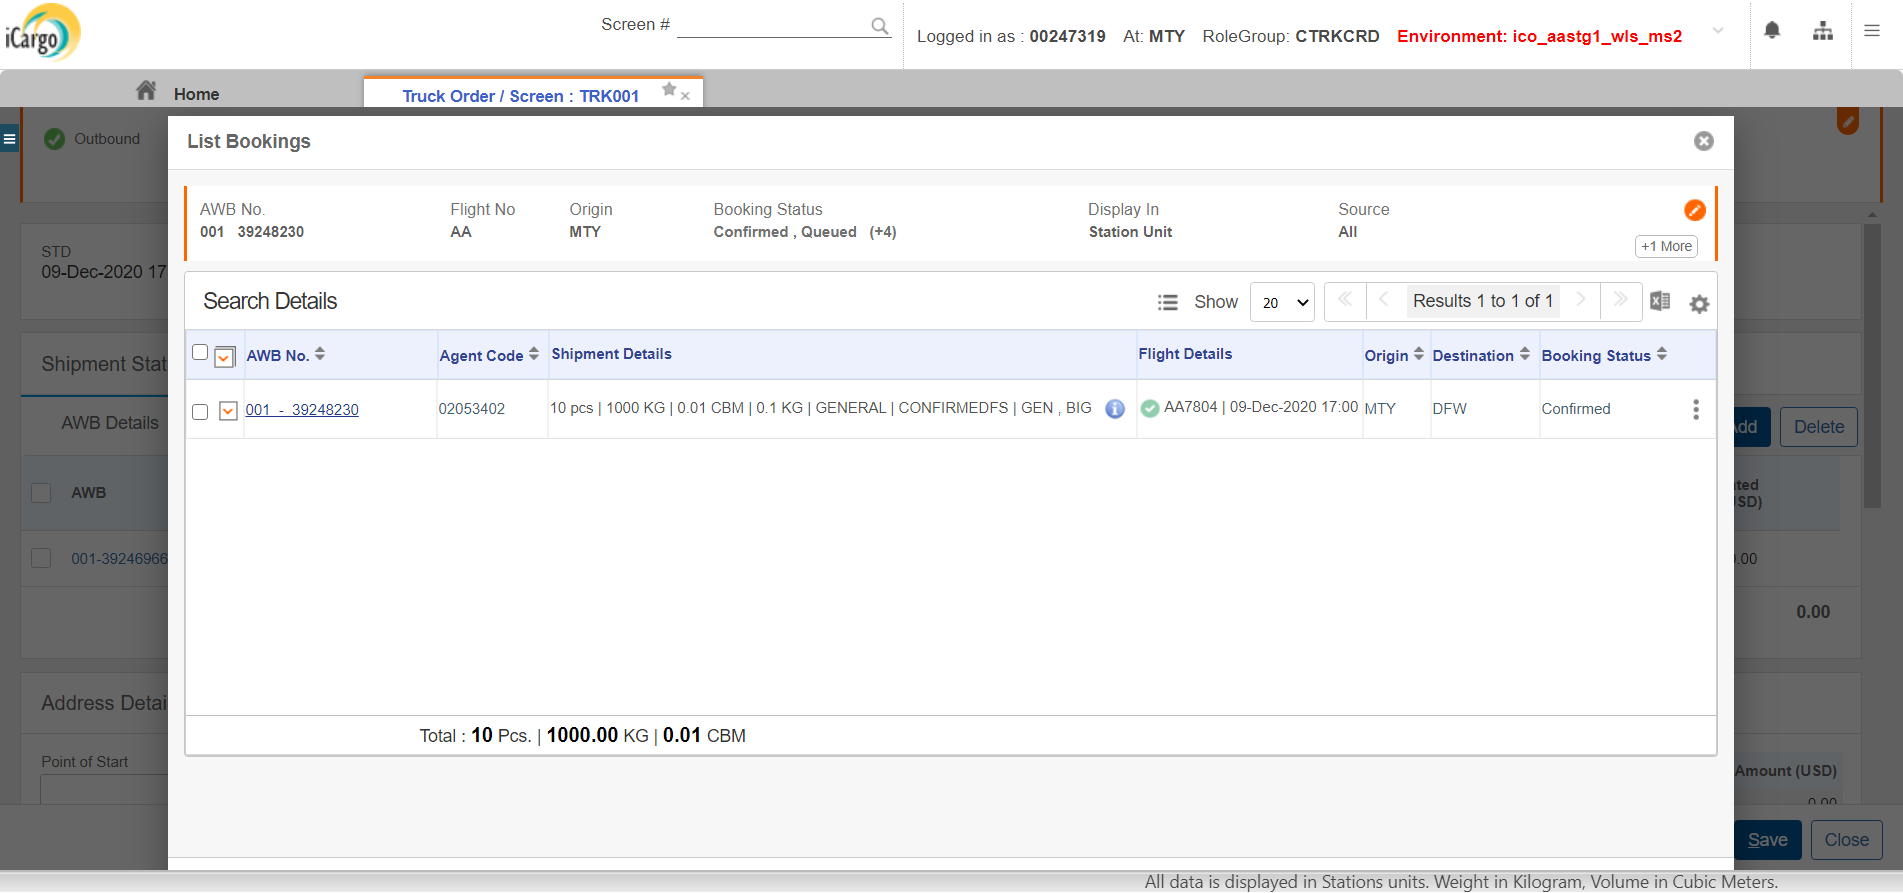 iCargo
Screen #
Logged in as : 00247319 At: MTY RoleGroup: CTRKCRD Environment: ico_aastg1_wls_ms2
Home
Truck Order / Screen : TRK001
Outbound
List Bookings
AWB No. Flight No Origin Booking Status Display In Source
001 39248230 AA MTY Confirmed , Queued (+4) Station Unit All
+1 More
STD
09-Dec-2020 17
Search Details
Show 20 Results 1 to 1 of 1
AWB No. Agent Code Shipment Details Flight Details Origin Destination Booking Status
Shipment Stat
001 - 39248230 02053402 10 pcs | 1000 KG | 0.01 CBM | 0.1 KG | GENERAL | CONFIRMEDFS | GEN , BIG AA7804 | 09-Dec-2020 17:00 MTY DFW Confirmed
AWB Details
dd Delete
AWB
ted
SD)
001-39246966
.00
0.00
Address Detai
Total : 10 Pcs. | 1000.00 KG | 0.01 CBM
Point of Start
Amount (USD)
0.00
Save Close
All data is displayed in Stations units. Weight in Kilogram, Volume in Cubic Meters.